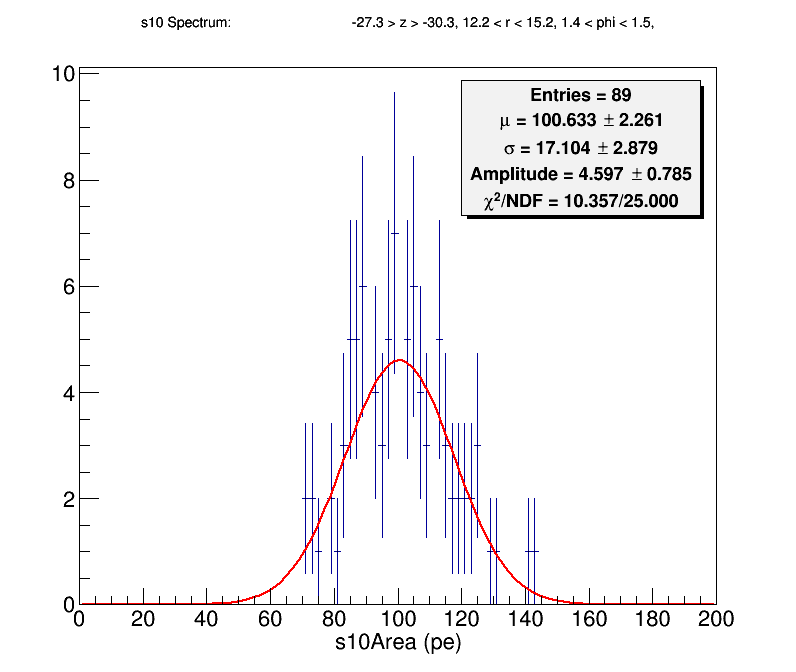 s10 Spectrum: -27.3 > z > -30.3, 12.2 < r < 15.2, 1.4 < phi < 1.5,
Entries = 89
μ = 100.633 ± 2.261
σ = 17.104 ± 2.879
Amplitude = 4.597 ± 0.785
χ²/NDF = 10.357/25.000
10
8
6
4
2
0
0 20 40 60 80 100 120 140 160 180 200
s10Area (pe)